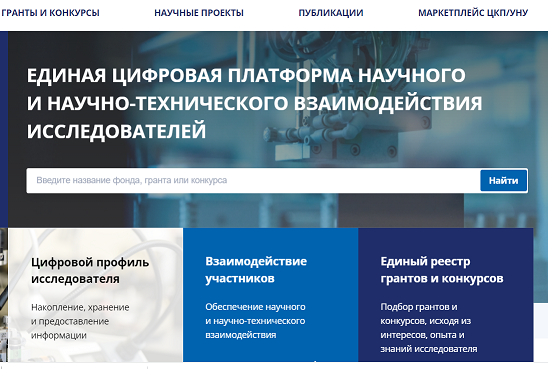 ГРАНТЫ И КОНКУРСЫ НАУЧНЫЕ ПРОЕКТЫ ПУБЛИКАЦИИ МАРКЕТПЛЕЙС ЦКП/УНУ
ЕДИНАЯ ЦИФРОВАЯ ПЛАТФОРМА НАУЧНОГО
И НАУЧНО-ТЕХНИЧЕСКОГО ВЗАИМОДЕЙСТВИЯ
ИССЛЕДОВАТЕЛЕЙ
Введите название фонда, гранта или конкурса Найти
Цифровой профиль
исследователя
Накопление, хранение
и предоставление
информации
Взаимодействие
участников
Обеспечение научного
и научно-технического
взаимодействия
Единый реестр
грантов и конкурсов
Подбор грантов и
конкурсов, исходя из
интересов, опыта и
знаний исследователя